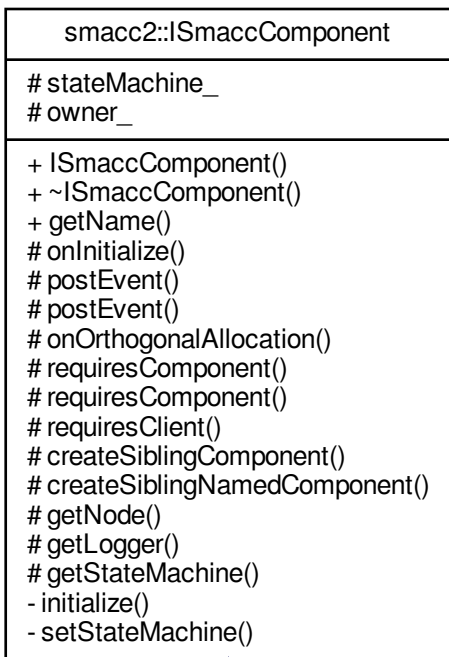 smacc2::ISmaccComponent
# stateMachine_
# owner_
+ ISmaccComponent()
+ ~ISmaccComponent()
+ getName()
# onInitialize()
# postEvent()
# postEvent()
# onOrthogonalAllocation()
# requiresComponent()
# requiresComponent()
# requiresClient()
# createSiblingComponent()
# createSiblingNamedComponent()
# getNode()
# getLogger()
# getStateMachine()
- initialize()
- setStateMachine()